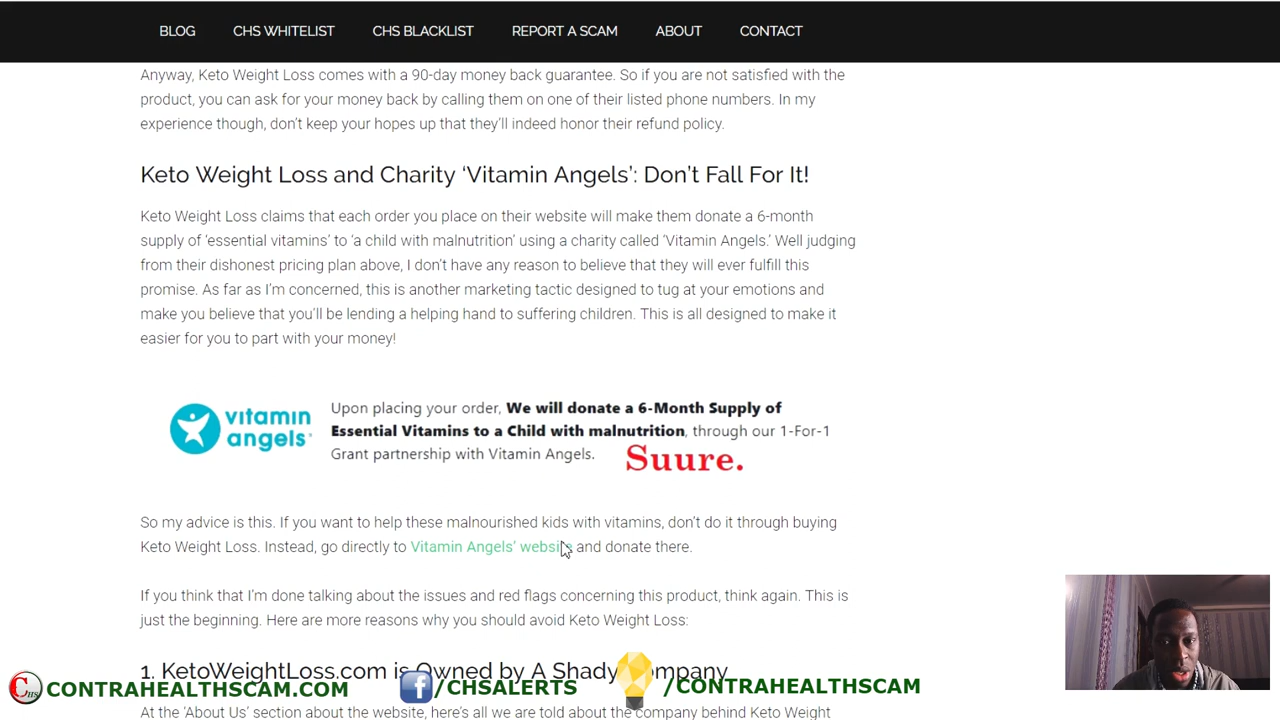 BLOG CHS WHITELIST CHS BLACKLIST REPORT A SCAM ABOUT CONTACT
Anyway, Keto Weight Loss comes with a 90-day money back guarantee. So if you are not satisfied with the
product, you can ask for your money back by calling them on one of their listed phone numbers. In my
experience though, don't keep your hopes up that they'll indeed honor their refund policy.
Keto Weight Loss and Charity ‘Vitamin Angels’: Don’t Fall For It!
Keto Weight Loss claims that each order you place on their website will make them donate a 6-month
supply of ‘essential vitamins’ to ‘a child with malnutrition’ using a charity called ‘Vitamin Angels.’ Well judging
from their dishonest pricing plan above, I don’t have any reason to believe that they will ever fulfill this
promise. As far as I’m concerned, this is another marketing tactic designed to tug at your emotions and
make you believe that you’ll be lending a helping hand to suffering children. This is all designed to make it
easier for you to part with your money!
vitamin
angels
Upon placing your order, We will donate a 6-Month Supply of
Essential Vitamins to a Child with malnutrition, through our 1-For-1
Grant partnership with Vitamin Angels.
Suure.
So my advice is this. If you want to help these malnourished kids with vitamins, don’t do it through buying
Keto Weight Loss. Instead, go directly to Vitamin Angels’ website and donate there.
If you think that I’m done talking about the issues and red flags concerning this product, think again. This is
just the beginning. Here are more reasons why you should avoid Keto Weight Loss:
1. KetoWeightLoss.com is Owned by A Shady Company
CHS CONTRAHEALTHSCAM.COM f /CHSALERTS /CONTRAHEALTHSCAM
At the ‘About Us’ section about the website, here’s all we are told about the company behind Keto Weight